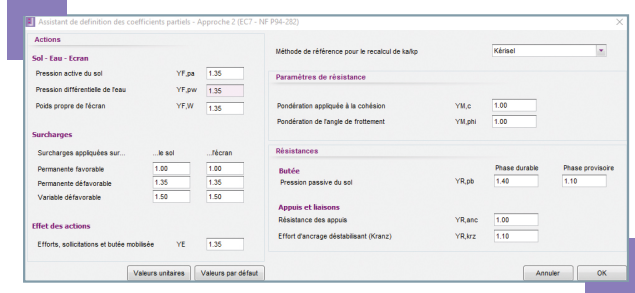 Assistant de définition des coefficients partiels - Approche 2 (EC7 - NF P94-282)
Actions
Sol - Eau - Ecran
Pression active du sol YF,pa 1.35
Pression différentielle de l'eau YF,pw 1.35
Poids propre de l'écran YF,W 1.35
Surcharges
Surcharges appliquées sur... ...le sol ...l'écran
Permanente favorable 1.00 1.00
Permanente défavorable 1.35 1.35
Variable défavorable 1.50 1.50
Effet des actions
Efforts, sollicitations et butée mobilisée YE 1.35
Valeurs unitaires Valeurs par défaut
Méthode de référence pour le recalcul de ka/kp Kérisel
Paramètres de résistance
Pondération appliquée à la cohésion YM,c 1.00
Pondération de l'angle de frottement YM,phi 1.00
Résistances
Butée Phase durable Phase provisoire
Pression passive du sol YR,pb 1.40 1.10
Appuis et liaisons
Résistance des appuis YR,anc 1.00
Effort d'ancrage déstabilisant (Kranz) YR,krz 1.10
Annuler OK